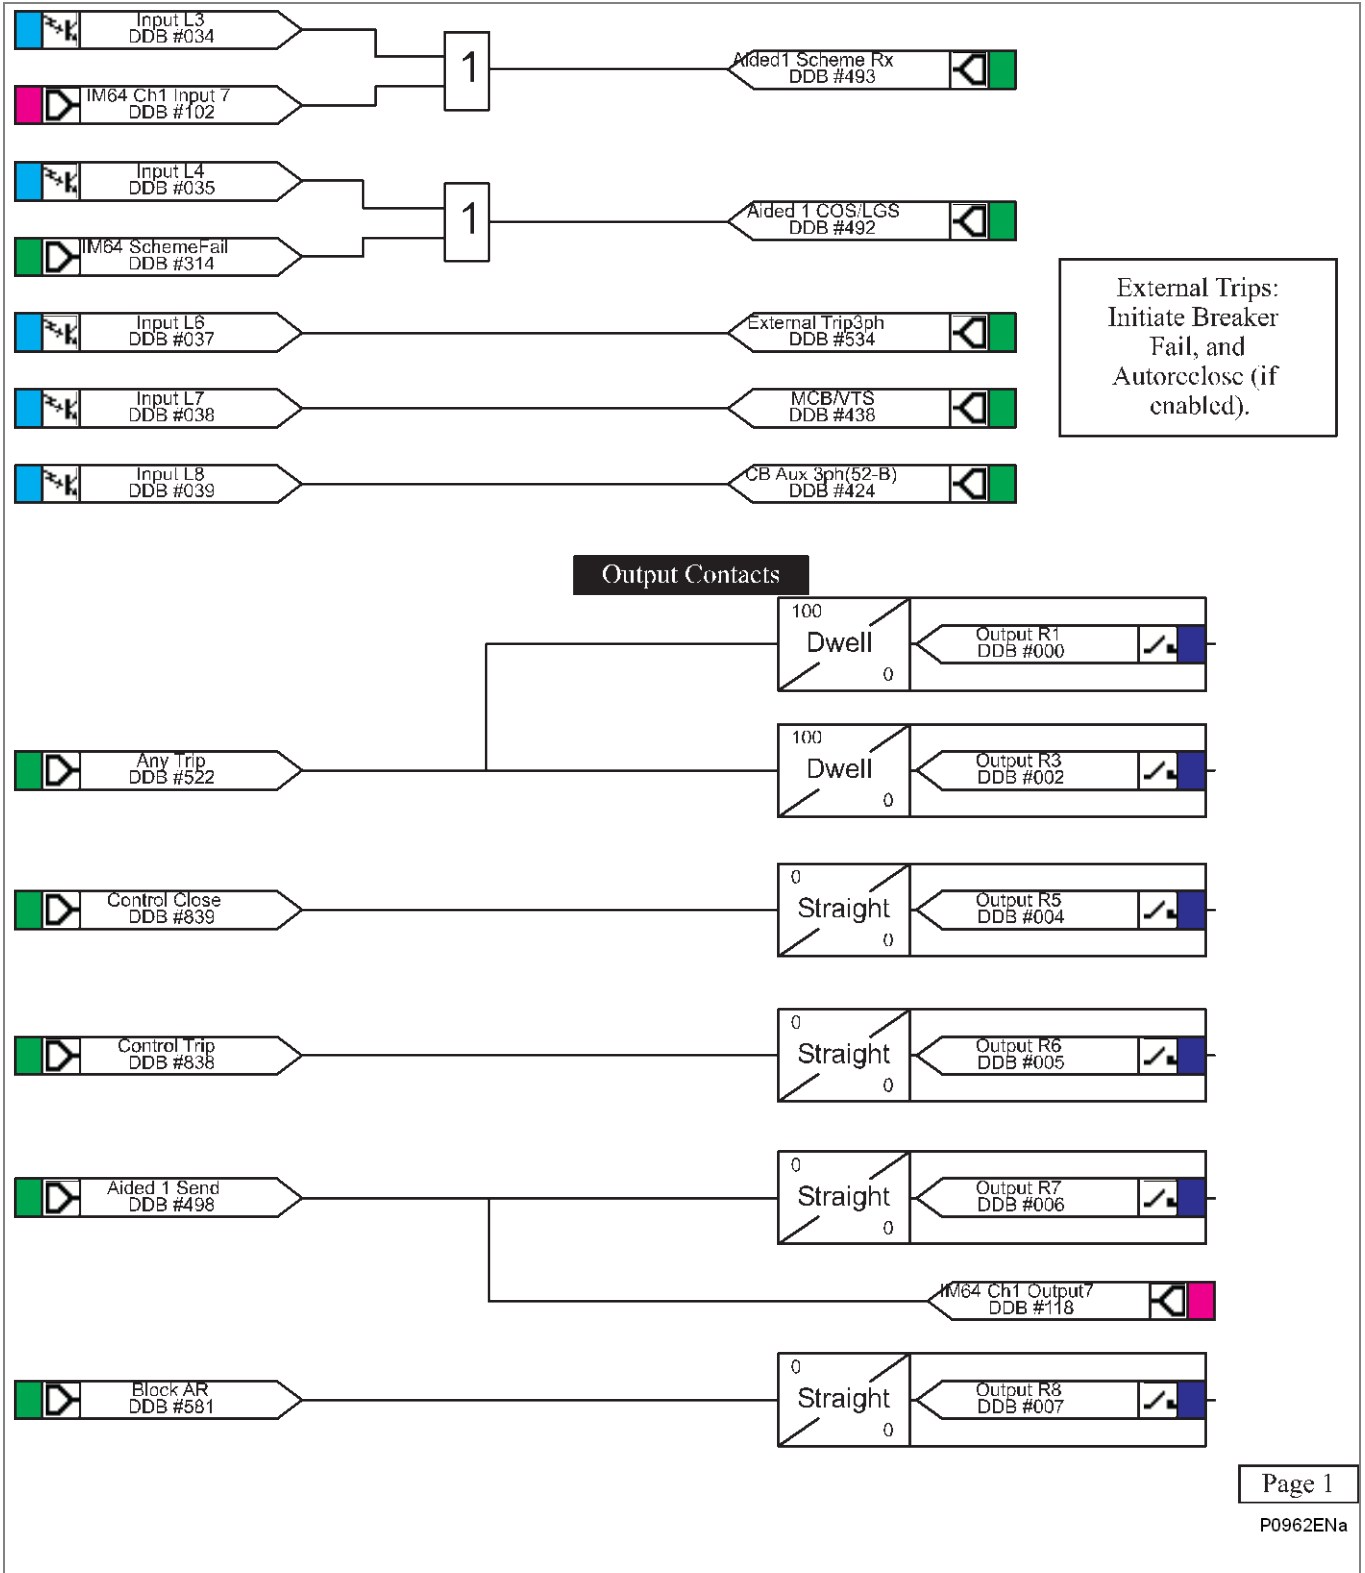 Input L3
DDB #034
1
Aided1 Scheme Rx
DDB #493
IM64 Ch1 Input 7
DDB #102
Input L4
DDB #035
1
Aided 1 COS/LGS
DDB #492
IM64 SchemeFail
DDB #314
External Trips:
Initiate Breaker
Fail, and
Autoreclose (if
enabled).
Input L6
DDB #037
External Trip3ph
DDB #534
Input L7
DDB #038
MCB/VTS
DDB #438
Input L8
DDB #039
CB Aux 3ph(52-B)
DDB #424
Output Contacts
100
Dwell
0
Output R1
DDB #000
Any Trip
DDB #522
100
Dwell
0
Output R3
DDB #002
Control Close
DDB #839
0
Straight
0
Output R5
DDB #004
Control Trip
DDB #838
0
Straight
0
Output R6
DDB #005
Aided 1 Send
DDB #498
0
Straight
0
Output R7
DDB #006
IM64 Ch1 Output7
DDB #118
Block AR
DDB #581
0
Straight
0
Output R8
DDB #007
Page 1
P0962ENa